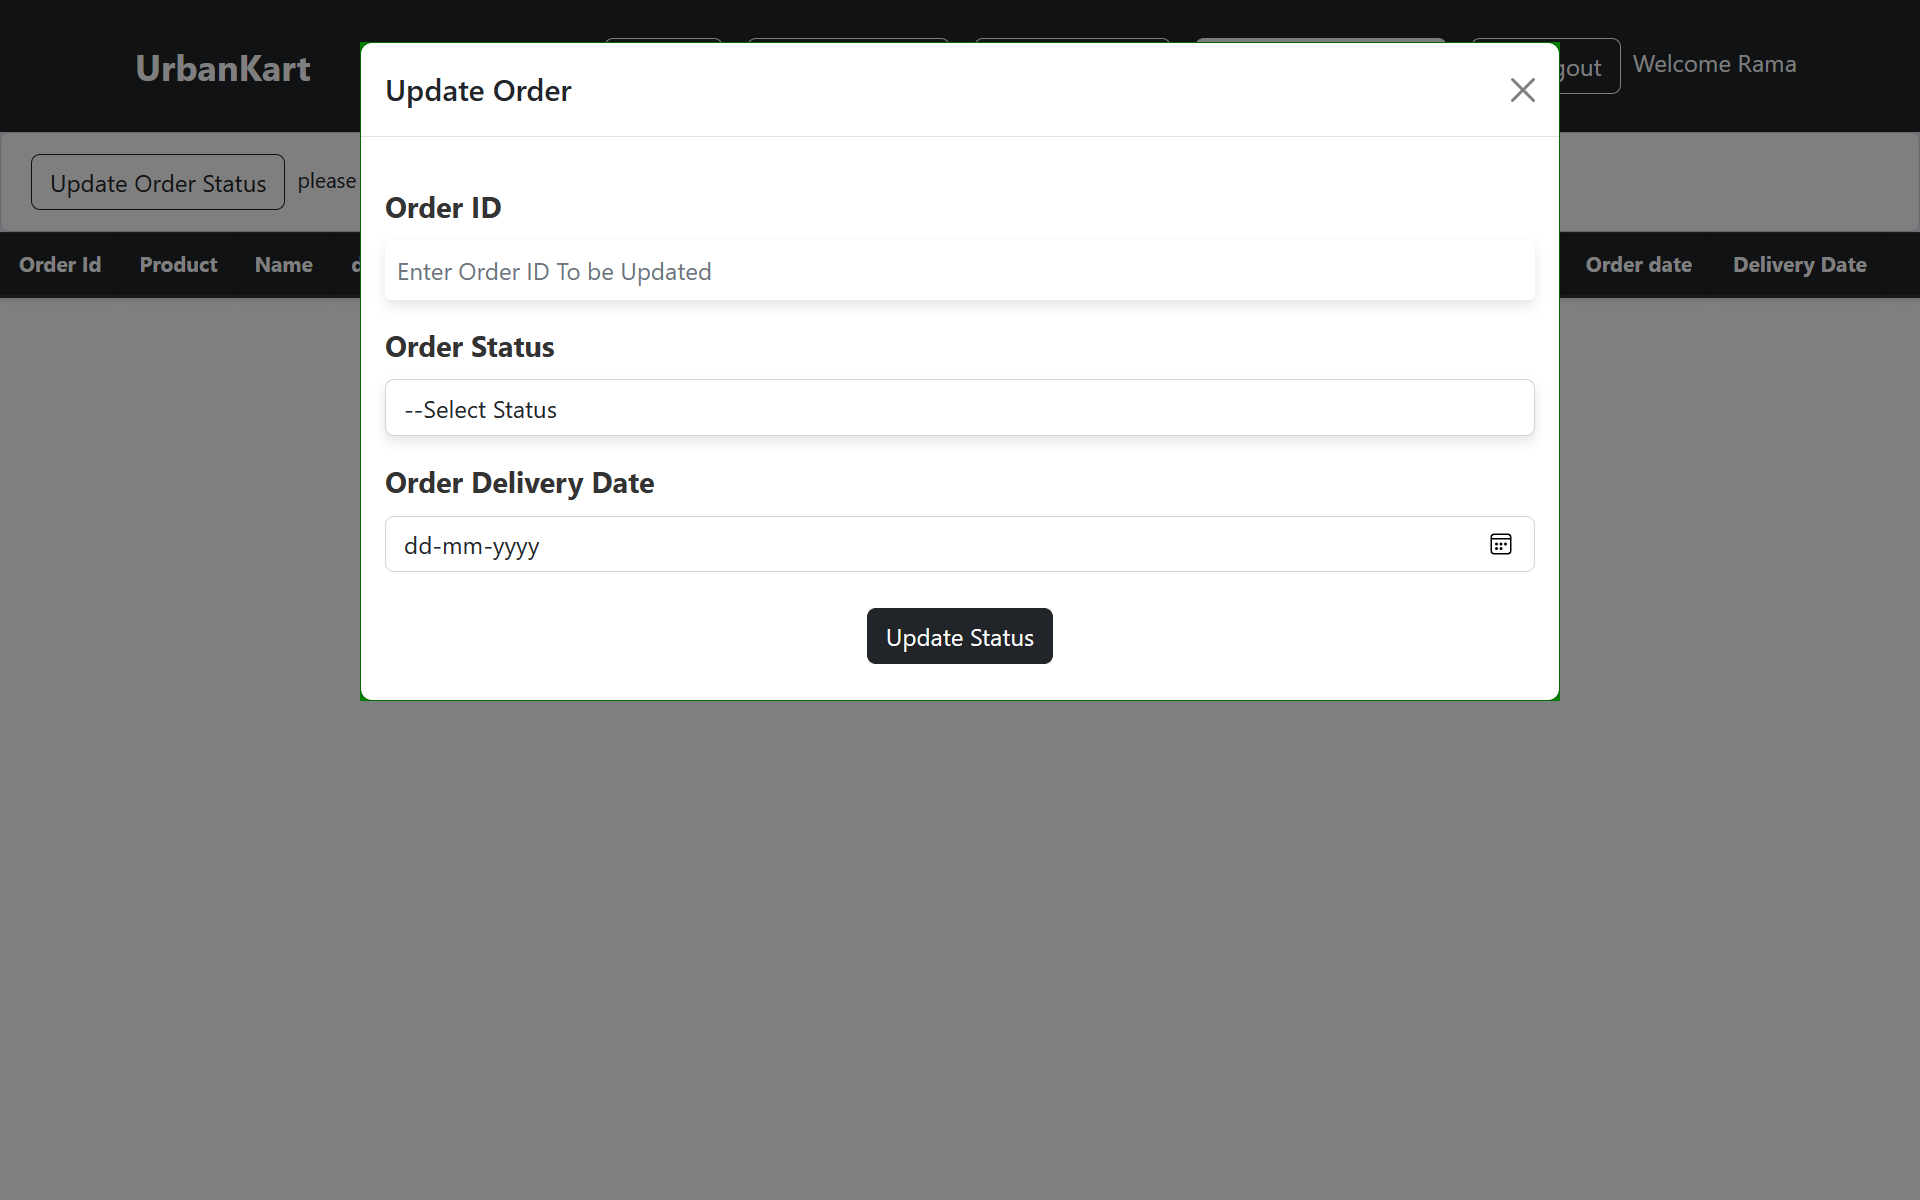 UrbanKart
Welcome Rama
Update Order
Update Order Status
please
Order Id Product Name
Order date Delivery Date
Order ID
Enter Order ID To be Updated
Order Status
--Select Status
Order Delivery Date
dd-mm-yyyy
Update Status